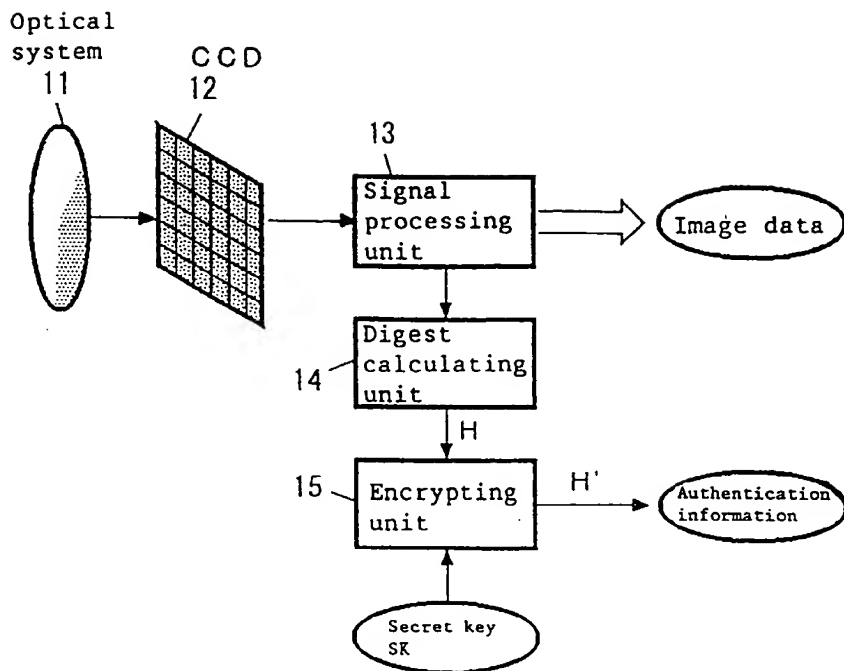 Optical
system
11
CCD
12
13
Signal
processing
unit
Image data
Digest
calculating
unit
14
H
15
Encrypting
unit
H'
Authentication
information
Secret key
SK